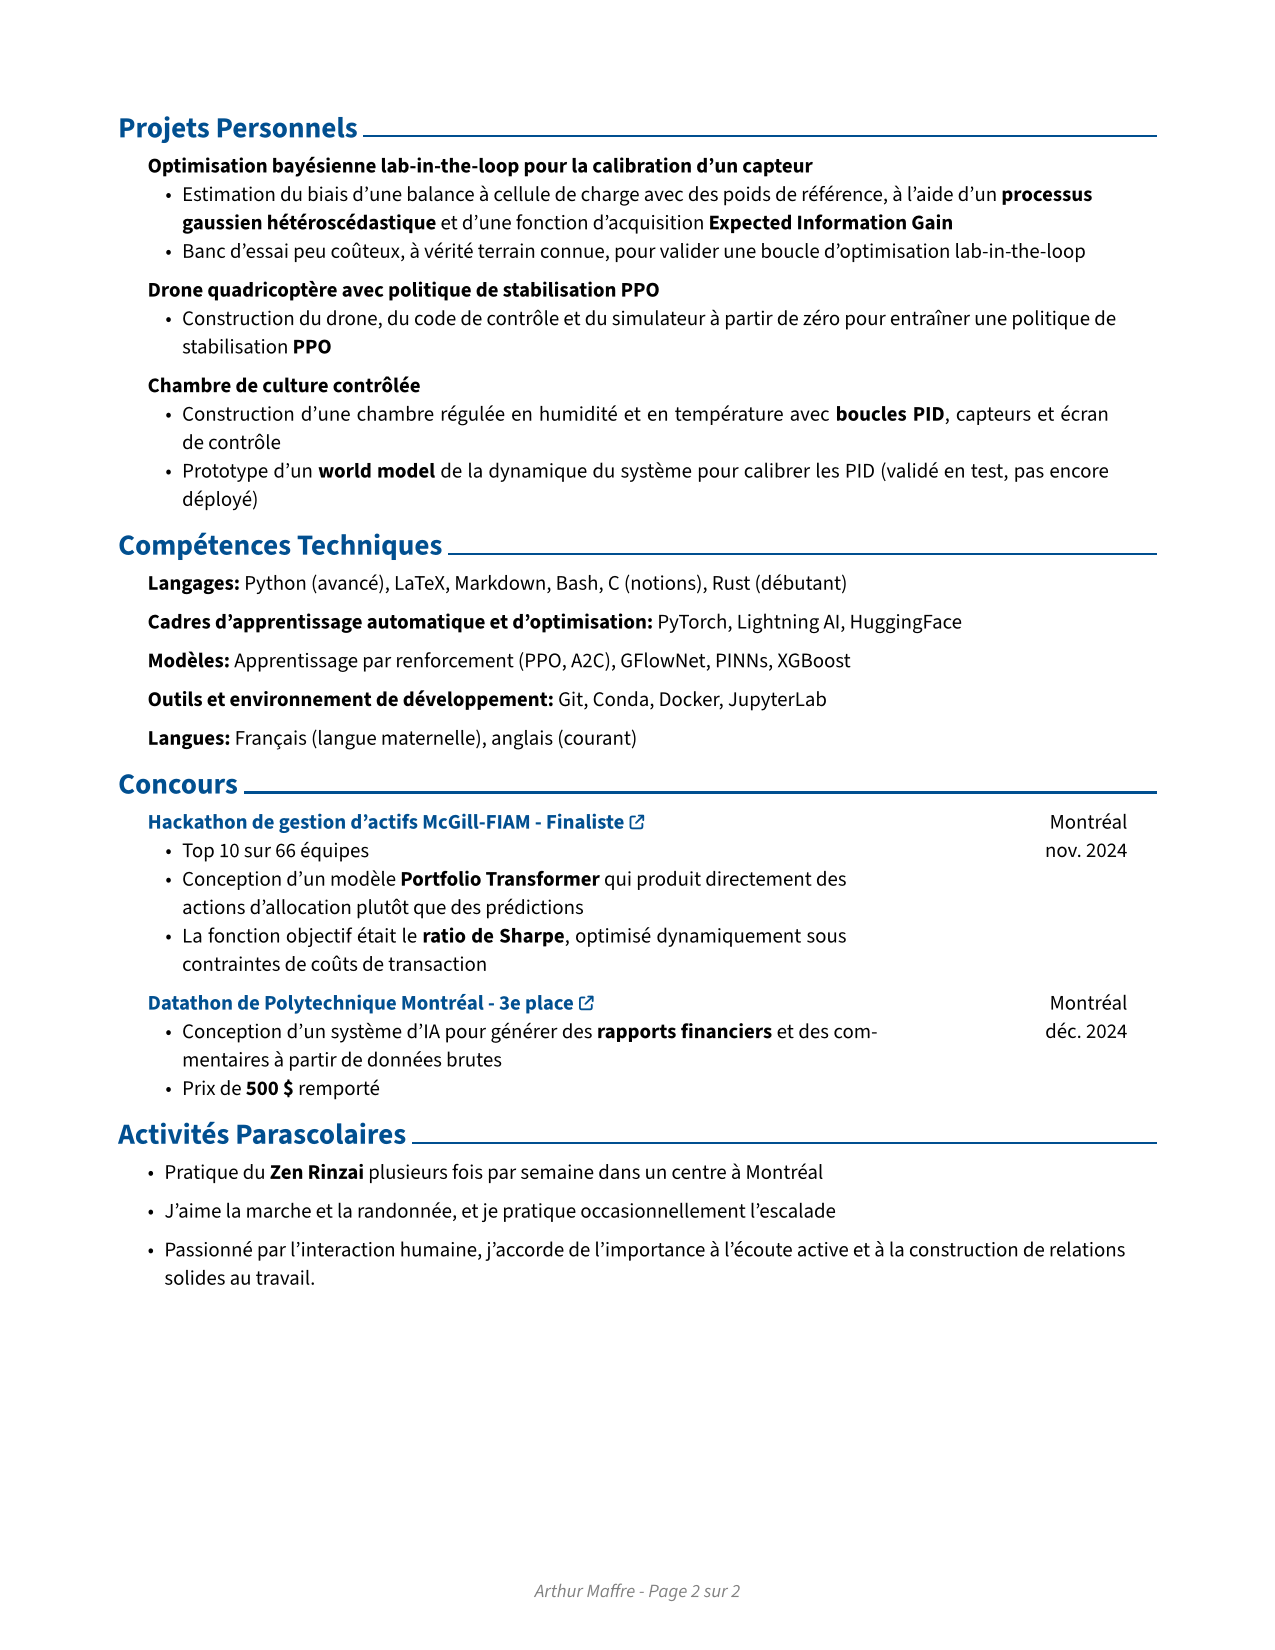 Projets Personnels
Optimisation bayésienne lab-in-the-loop pour la calibration d’un capteur
• Estimation du biais d’une balance à cellule de charge avec des poids de référence, à l’aide d’un processus
gaussien hétéroscédastique et d’une fonction d’acquisition Expected Information Gain
• Banc d’essai peu coûteux, à vérité terrain connue, pour valider une boucle d’optimisation lab-in-the-loop
Drone quadricoptère avec politique de stabilisation PPO
• Construction du drone, du code de contrôle et du simulateur à partir de zéro pour entraîner une politique de
stabilisation PPO
Chambre de culture contrôlée
• Construction d’une chambre régulée en humidité et en température avec boucles PID, capteurs et écran
de contrôle
• Prototype d’un world model de la dynamique du système pour calibrer les PID (validé en test, pas encore
déployé)
Compétences Techniques
Langages: Python (avancé), LaTeX, Markdown, Bash, C (notions), Rust (débutant)
Cadres d’apprentissage automatique et d’optimisation: PyTorch, Lightning AI, HuggingFace
Modèles: Apprentissage par renforcement (PPO, A2C), GFlowNet, PINNs, XGBoost
Outils et environnement de développement: Git, Conda, Docker, JupyterLab
Langues: Français (langue maternelle), anglais (courant)
Concours
Hackathon de gestion d’actifs McGill-FIAM - Finaliste Montréal
• Top 10 sur 66 équipes nov. 2024
• Conception d’un modèle Portfolio Transformer qui produit directement des
actions d’allocation plutôt que des prédictions
• La fonction objectif était le ratio de Sharpe, optimisé dynamiquement sous
contraintes de coûts de transaction
Datathon de Polytechnique Montréal - 3e place Montréal
• Conception d’un système d’IA pour générer des rapports financiers et des com- déc. 2024
mentaires à partir de données brutes
• Prix de 500 $ remporté
Activités Parascolaires
• Pratique du Zen Rinzai plusieurs fois par semaine dans un centre à Montréal
• J’aime la marche et la randonnée, et je pratique occasionnellement l’escalade
• Passionné par l’interaction humaine, j’accorde de l’importance à l’écoute active et à la construction de relations
solides au travail.
Arthur Maffre - Page 2 sur 2